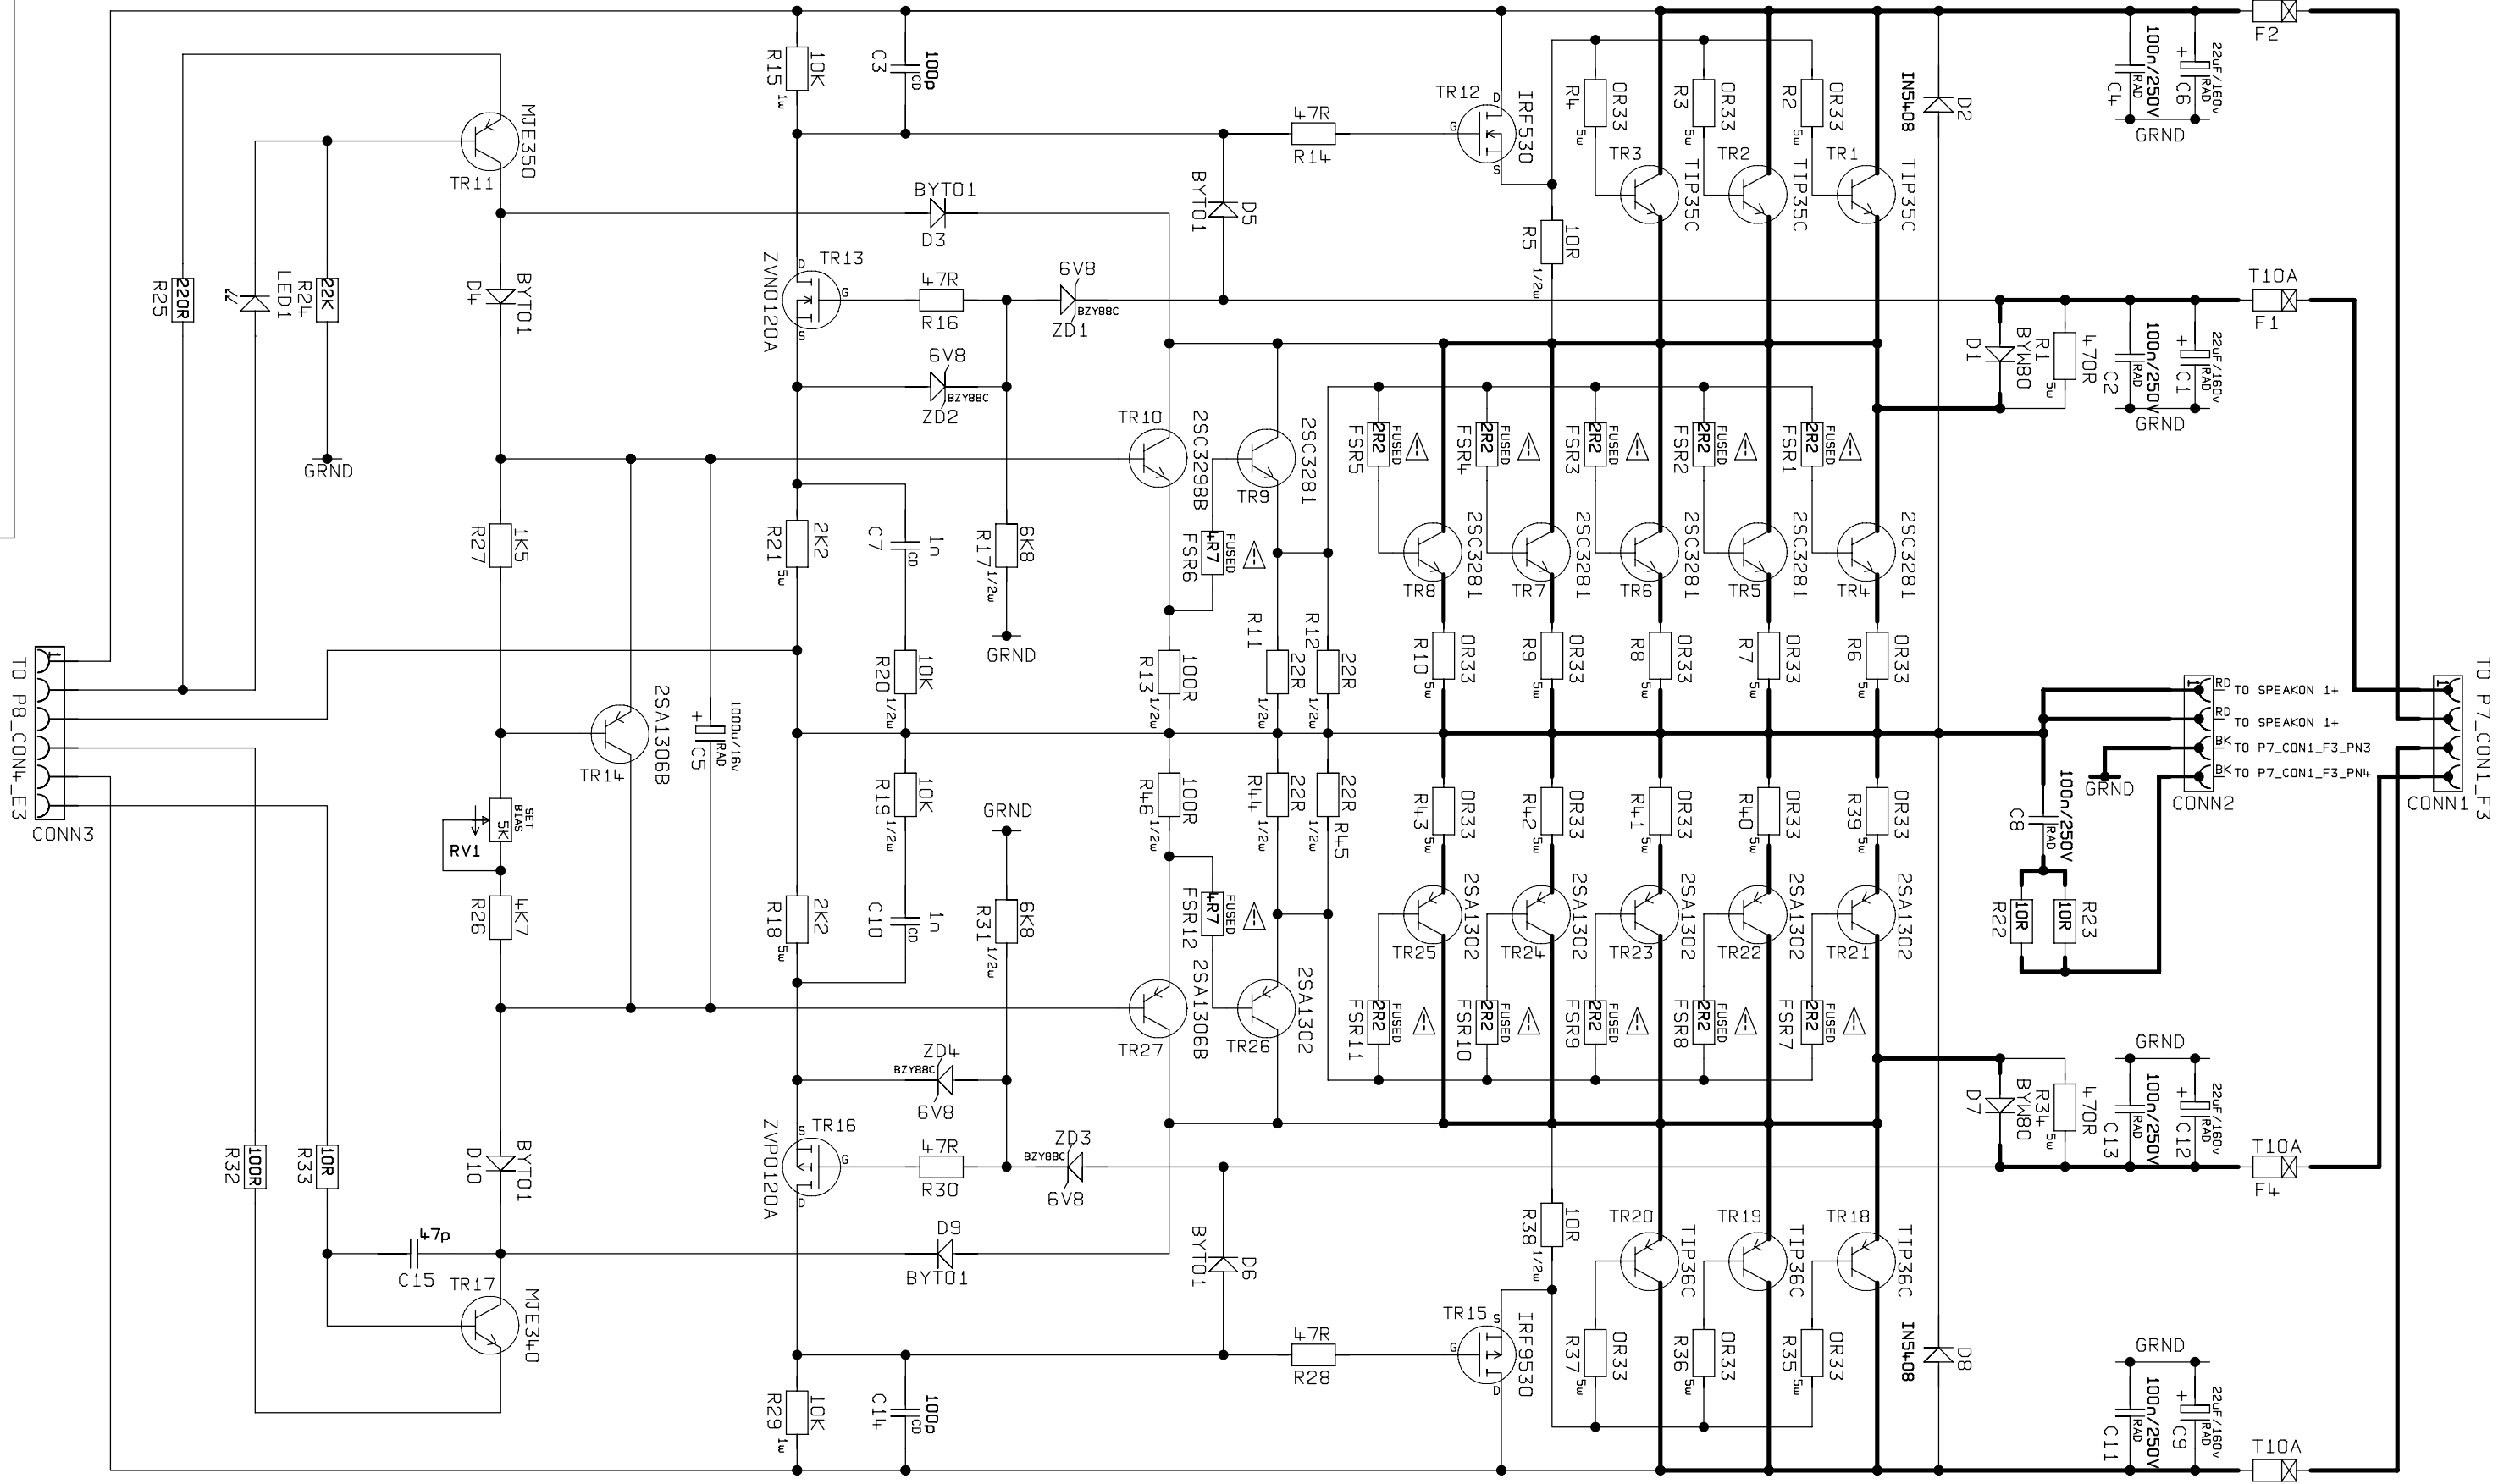 F2
22uF/160v
+
RAD
C6
100n/250V
RAD
C4
GRND
IN5408
D2
10K
R15
1w
100p
C3
CD
47R
R14
TR12
IRF530
D
G
S
0R33
R4
5w
0R33
R3
5w
0R33
R2
5w
TR3
TIP35C
TR2
TIP35C
TR1
TIP35C
MJE350
TR11
BYT01
D3
BYT01
D5
10R
R5
1/2w
T10A
F1
22uF/160v
+
RAD
C1
100n/250V
RAD
C2
GRND
470R
R1
5w
BYW80
D1
220R
R25
LED1
22K
R24
GRND
BYT01
D4
TR13
ZVN0120A
D
G
S
47R
R16
6V8
BZY88C
ZD1
6V8
BZY88C
ZD2
TR10
2SC3298B
2SC3281
TR9
FUSED
2R2
FSR5
FUSED
2R2
FSR4
FUSED
2R2
FSR3
FUSED
2R2
FSR2
FUSED
2R2
FSR1
1K5
R27
2K2
R21
5w
1n
C7
CD
6K8
R17
1/2w
GRND
FUSED
4R7
FSR6
2SC3281
TR8
2SC3281
TR7
2SC3281
TR6
2SC3281
TR5
2SC3281
TR4
10K
R20
1/2w
100R
R13
1/2w
22R
R11
1/2w
22R
R12
1/2w
0R33
R10
5w
0R33
R9
5w
0R33
R8
5w
0R33
R7
5w
0R33
R6
5w
TO P8_CON4_E3
1
CONN3
2SA1306B
TR14
1000u/16v
+
RAD
C5
RD
TO SPEAKON 1+
RD
TO SPEAKON 1+
BK
TO P7_CON1_F3_PN3
BK
TO P7_CON1_F3_PN4
1
CONN2
GRND
TO P7_CON1_F3
1
CONN1
SET
BIAS
5K
RV1
10K
R19
1/2w
GRND
100R
R46
1/2w
22R
R44
1/2w
22R
R45
0R33
R43
5w
0R33
R42
5w
0R33
R41
5w
0R33
R40
5w
0R33
R39
5w
100n/250V
RAD
C8
10R
R22
10R
R23
4K7
R26
2K2
R18
5w
1n
C10
CD
6K8
R31
1/2w
FUSED
4R7
FSR12
2SA1302
TR25
2SA1302
TR24
2SA1302
TR23
2SA1302
TR22
2SA1302
TR21
2SA1306B
TR27
2SA1302
TR26
FUSED
2R2
FSR11
FUSED
2R2
FSR10
FUSED
2R2
FSR9
FUSED
2R2
FSR8
FUSED
2R2
FSR7
ZD4
BZY88C
6V8
ZD3
BZY88C
6V8
TR16
ZVP0120A
S
G
D
47R
R30
470R
R34
5w
BYW80
D7
GRND
100n/250V
RAD
C13
22uF/160v
+
RAD
C12
T10A
F4
100R
R32
10R
R33
BYT01
D10
47p
C15
TR17
MJE340
D9
BYT01
BYT01
D6
10R
R38
1/2w
TR20
TIP36C
TR19
TIP36C
TR18
TIP36C
TR15
IRF9530
S
G
D
47R
R28
10K
R29
1w
100p
C14
CD
0R33
R37
5w
0R33
R36
5w
0R33
R35
5w
IN5408
D8
GRND
100n/250V
RAD
C11
22uF/160v
+
RAD
C9
T10A